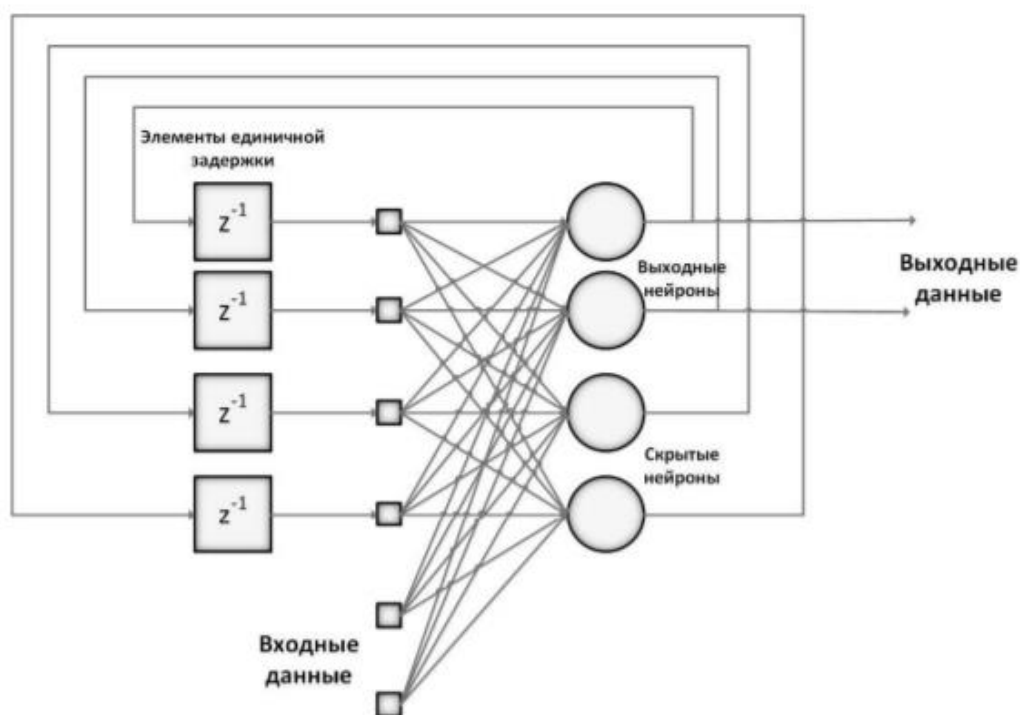 Элементы единичной
задержки
z-1
z-1
z-1
z-1
Выходные
нейроны
Скрытые
нейроны
Выходные
данные
Входные
данные